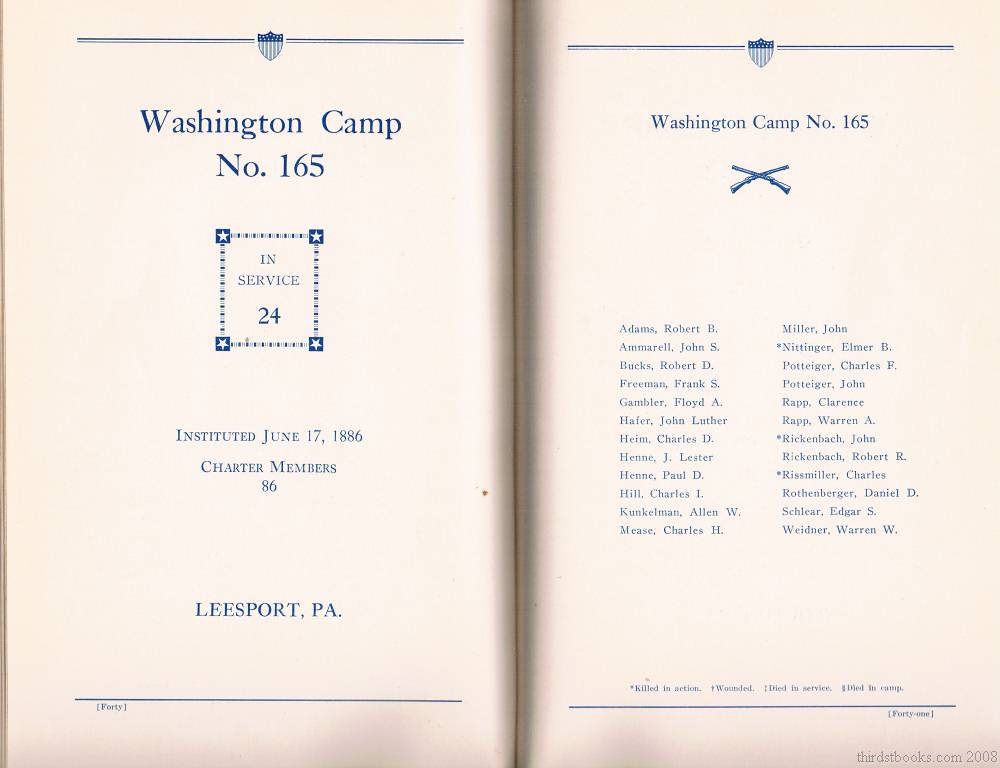 Washington Camp
No. 165
IN
SERVICE
24
INSTITUTED JUNE 17, 1886
CHARTER MEMBERS
86
LEESPORT, PA.
[Forty]
Washington Camp No. 165
Adams, Robert B.
Ammarell, John S.
Bucks, Robert D.
Freeman, Frank S.
Gambler, Floyd A.
Hafer, John Luther
Heim, Charles D.
Henne, J. Lester
Henne, Paul D.
Hill, Charles I.
Kunkelman, Allen W.
Mease, Charles H.
Miller, John
*Nittinger, Elmer B.
Potteiger, Charles F.
Potteiger, John
Rapp, Clarence
Rapp, Warren A.
*Rickenbach, John
Rickenbach, Robert R.
*Rissmiller, Charles
Rothenberger, Daniel D.
Schlear, Edgar S.
Weidner, Warren W.
*Killed in action. †Wounded. ‡Died in service. §Died in camp.
[Forty-one]
thirdstbooks.com 2008